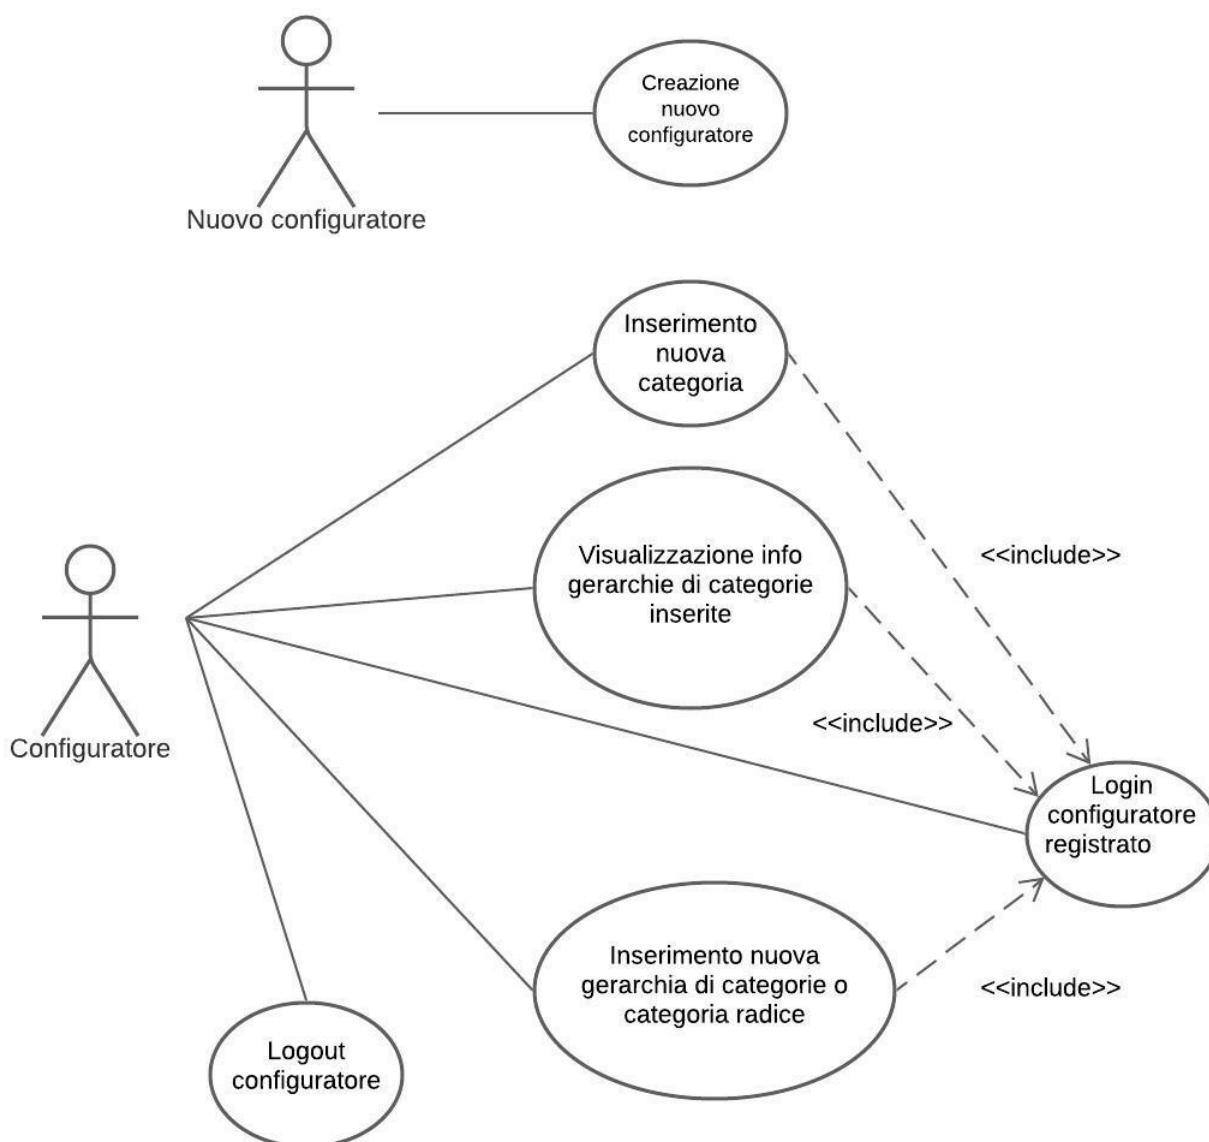 Creazione
nuovo
configuratore
Nuovo configuratore
Inserimento
nuova
categoria
Visualizzazione info
gerarchie di categorie
inserite
<<include>>
<<include>>
Configuratore
Login
configuratore
registrato
Inserimento nuova
gerarchia di categorie o
categoria radice
<<include>>
Logout
configuratore